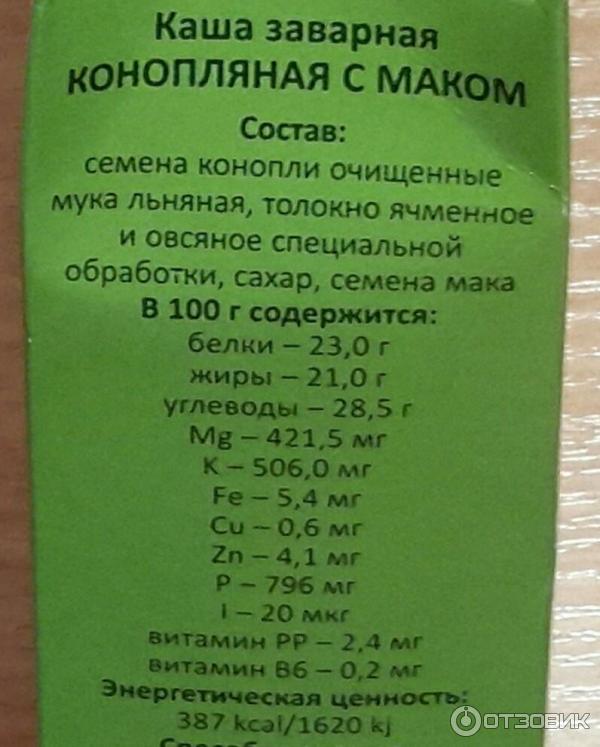 Каша заварная
КОНОПЛЯНАЯ С МАКОМ
Состав:
семена конопли очищенные
мука льняная, толокно ячменное
и овсяное специальной
обработки, сахар, семена мака
В 100 г содержится:
белки – 23,0 г
жиры – 21,0 г
углеводы – 28,5 г
Mg – 421,5 мг
K – 506,0 мг
Fe – 5,4 мг
Cu – 0,6 мг
Zn – 4,1 мг
P – 796 мг
I – 20 мкг
витамин PP – 2,4 мг
витамин B6 – 0,2 мг
Энергетическая ценность:
387 kcal/1620 kj
ОТЗОВИК